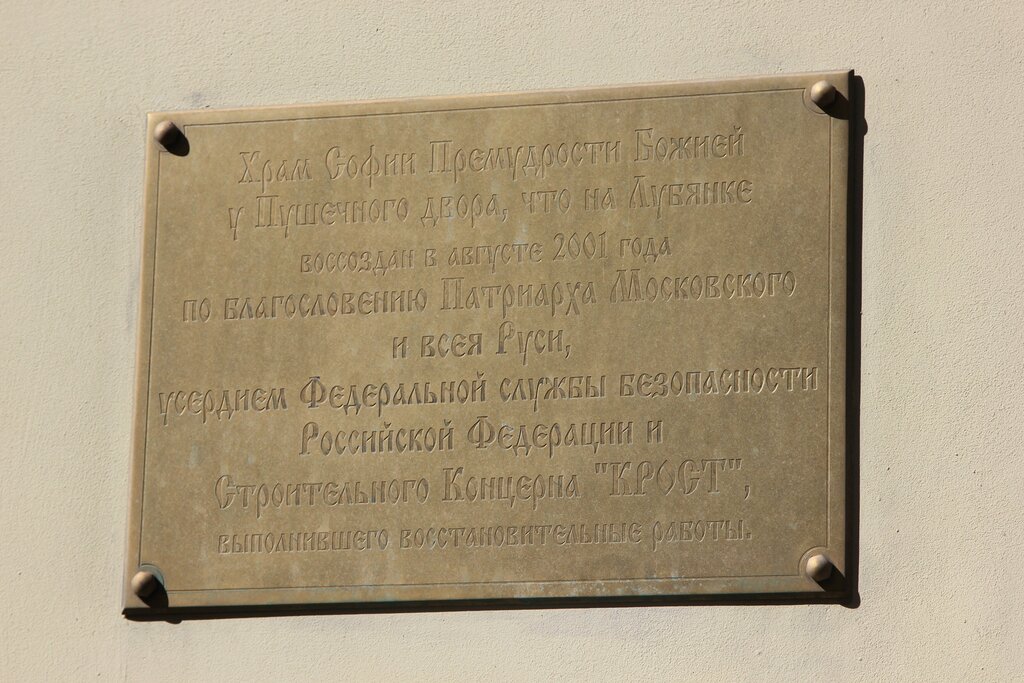 Храм Софии Премудрости Божией
у Пушечного двора, что на Лубянке
воссоздан в августе 2001 года
по благословению Патриарха Московского
и всея Руси,
усердием Федеральной службы безопасности
Российской Федерации и
Строительного Концерна "КРОСТ",
выполнившего восстановительные работы.